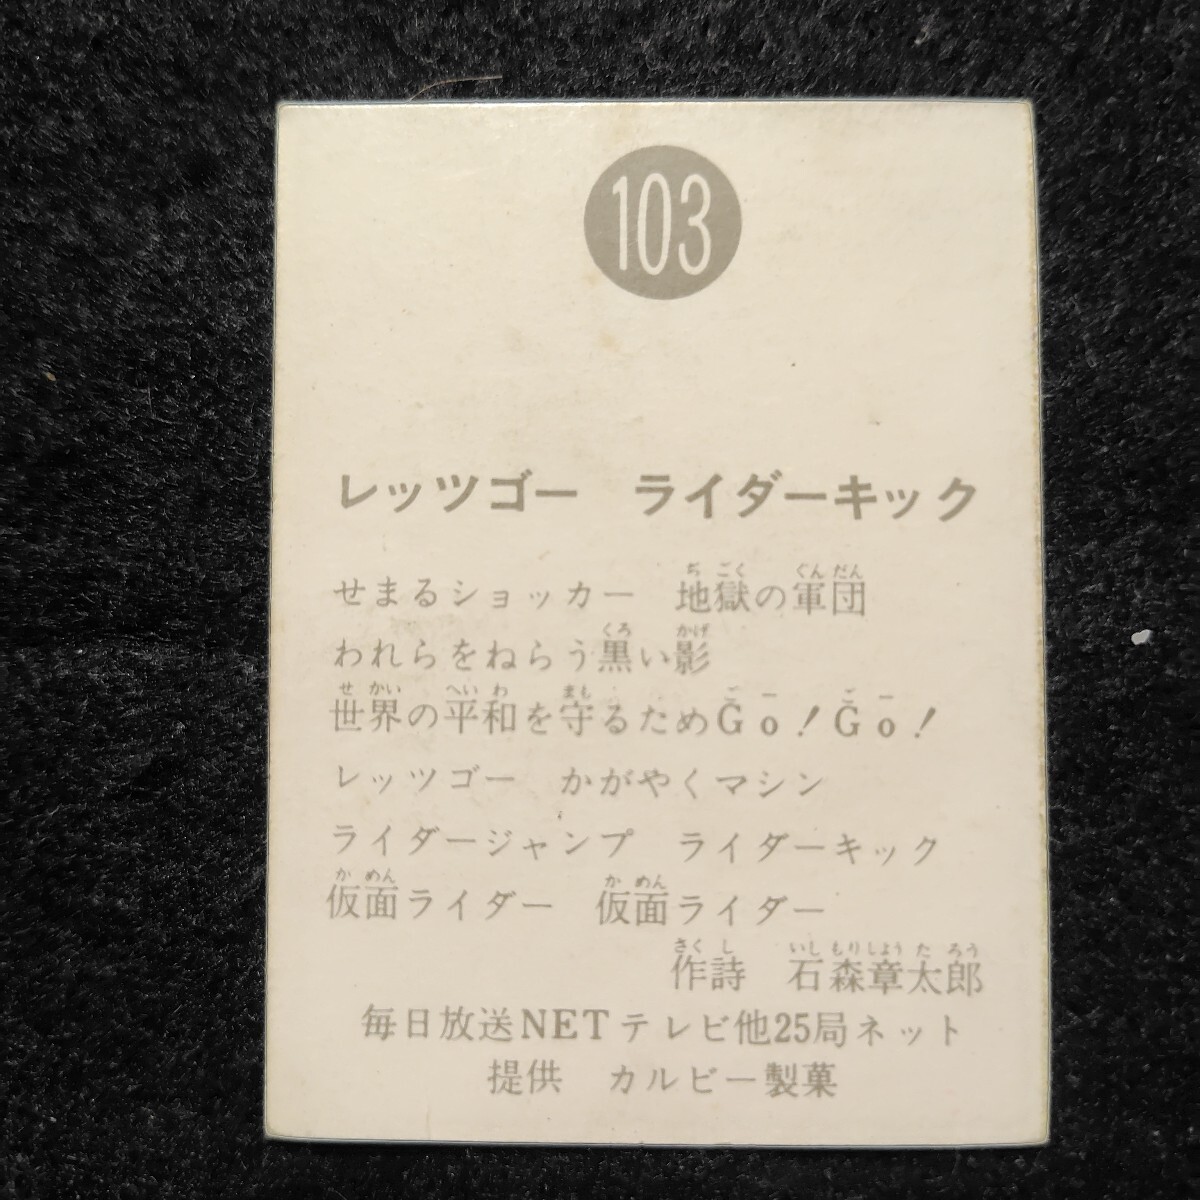 103
レッツゴー　ライダーキック
せまるショッカー　地獄の軍団
われらをねらう黒い影
世界の平和を守るためGo！Go！
レッツゴー　かがやくマシン
ライダージャンプ　ライダーキック
仮面ライダー　仮面ライダー
作詩　石森章太郎
毎日放送NETテレビ他25局ネット
提供　カルビー製菓